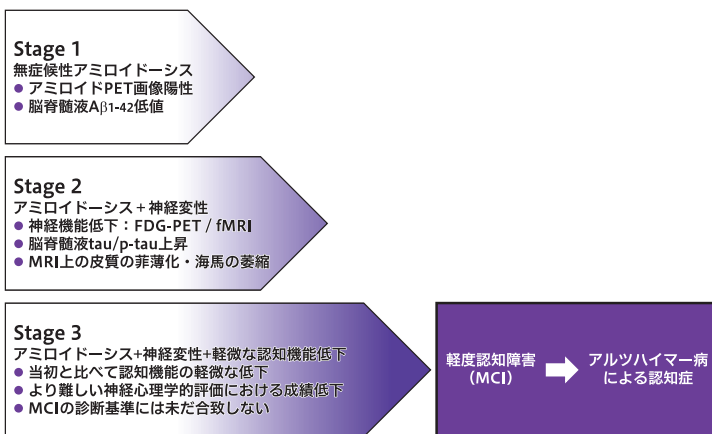 Stage 1
無症候性アミロイドーシス
● アミロイドPET画像陽性
● 脳脊髄液Aβ1-42低値
Stage 2
アミロイドーシス + 神経変性
● 神経機能低下：FDG-PET / fMRI
● 脳脊髄液tau/p-tau上昇
● MRI上の皮質の菲薄化・海馬の萎縮
Stage 3
アミロイドーシス+神経変性+軽微な認知機能低下
● 当初と比べて認知機能の軽微な低下
● より難しい神経心理学的評価における成績低下
● MCIの診断基準には未だ合致しない
軽度認知障害
（MCI）
アルツハイマー病
による認知症